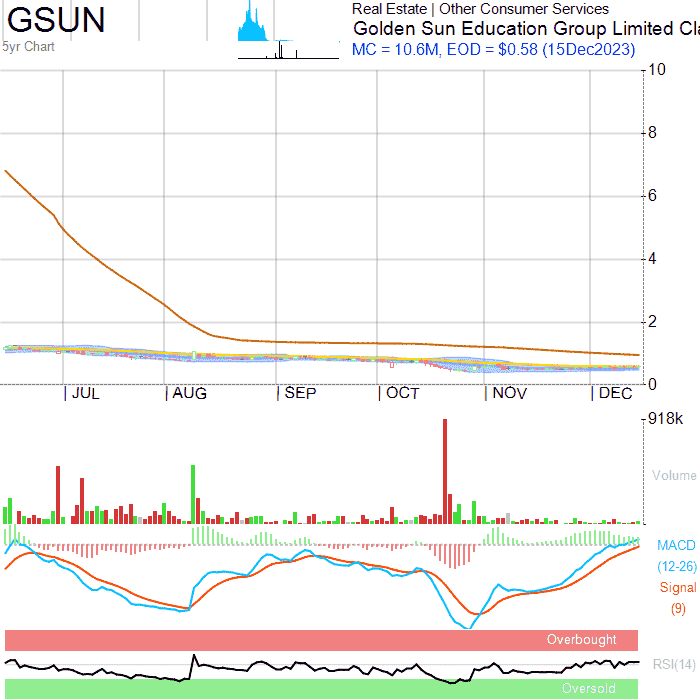 GSUN
5yr Chart
Real Estate | Other Consumer Services
Golden Sun Education Group Limited Cla
MC = 10.6M, EOD = $0.58 (15Dec2023)
10
8
6
4
2
0
JUL AUG SEP OCT NOV DEC
918k
Volume
MACD
(12-26)
Signal
(9)
Overbought
RSI(14)
Oversold